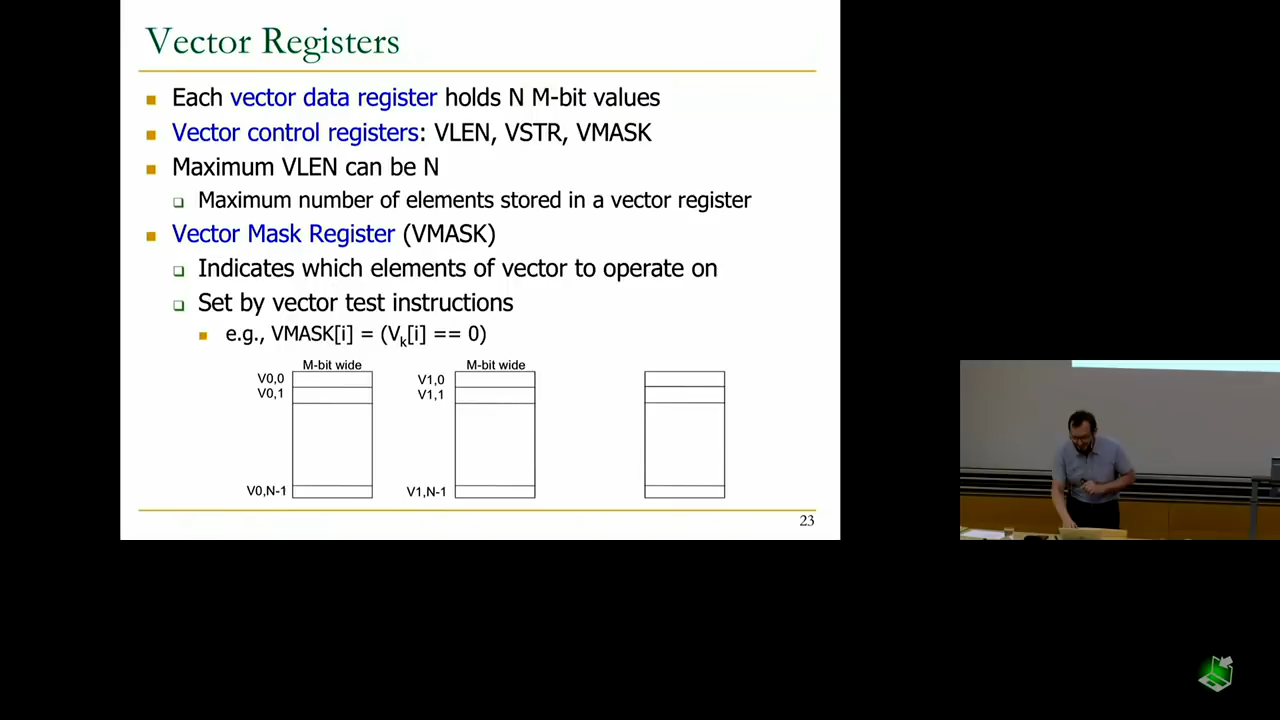 Vector Registers
Each vector data register holds N M-bit values
Vector control registers: VLEN, VSTR, VMASK
Maximum VLEN can be N
Maximum number of elements stored in a vector register
Vector Mask Register (VMASK)
Indicates which elements of vector to operate on
Set by vector test instructions
e.g., VMASK[i] = (Vk[i] == 0)
M-bit wide
M-bit wide
V0,0
V0,1
V0,N-1
V1,0
V1,1
V1,N-1
23